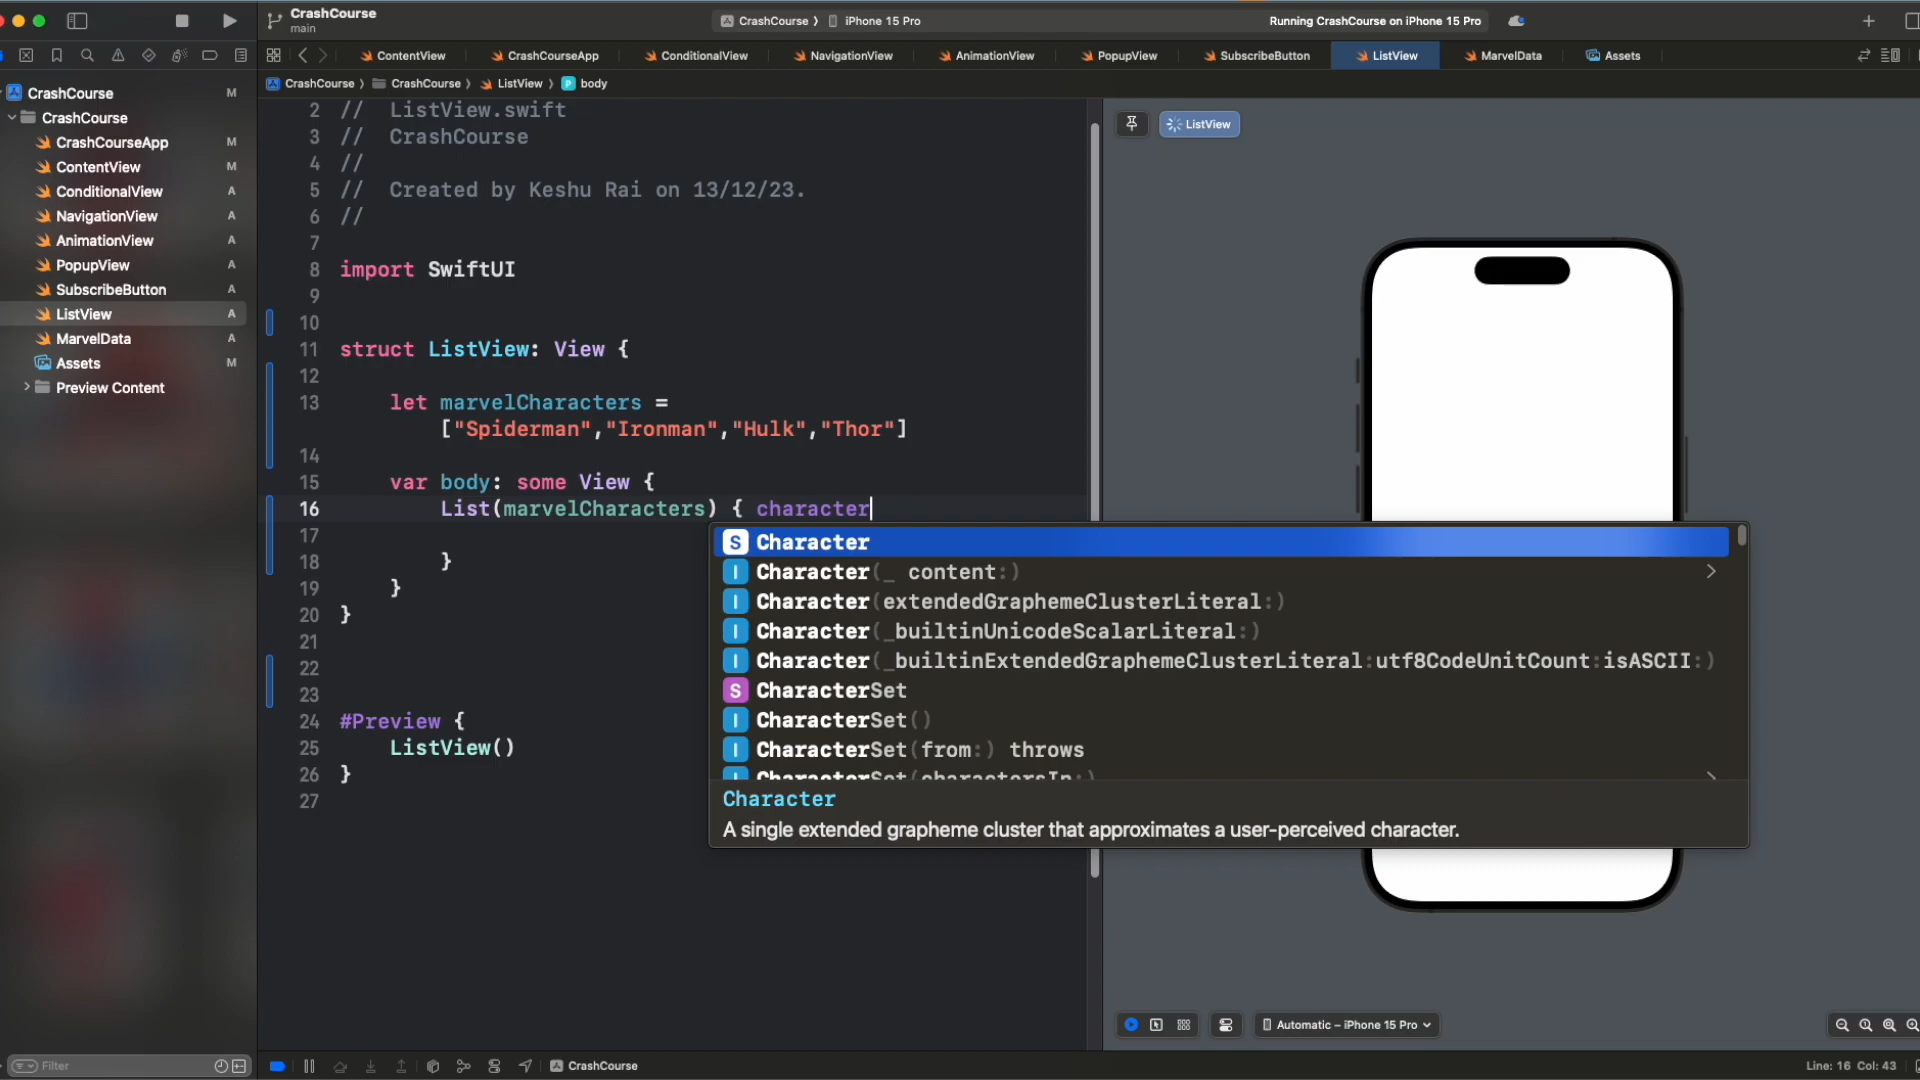 CrashCourse
main
CrashCourse
iPhone 15 Pro
Running CrashCourse on iPhone 15 Pro
ContentView
CrashCourseApp
ConditionalView
NavigationView
AnimationView
PopupView
SubscribeButton
ListView
MarvelData
Assets
CrashCourse
CrashCourse
ListView
body
CrashCourse M
CrashCourse
CrashCourseApp M
ContentView M
ConditionalView A
NavigationView A
AnimationView A
PopupView A
SubscribeButton A
ListView A
MarvelData A
Assets M
Preview Content
2 // ListView.swift
3 // CrashCourse
4 //
5 // Created by Keshu Rai on 13/12/23.
6 //
7
8 import SwiftUI
9
10
11 struct ListView: View {
12
13 let marvelCharacters =
["Spiderman","Ironman","Hulk","Thor"]
14
15 var body: some View {
16 List(marvelCharacters) { character
17
18 }
19 }
20 }
21
22
23
24 #Preview {
25 ListView()
26 }
27
S Character
I Character(_ content:)
I Character(extendedGraphemeClusterLiteral:)
I Character(_builtinUnicodeScalarLiteral:)
I Character(_builtinExtendedGraphemeClusterLiteral:utf8CodeUnitCount:isASCII:)
S CharacterSet
I CharacterSet()
I CharacterSet(from:) throws
I CharacterSet(charactersIn:)
Character
A single extended grapheme cluster that approximates a user-perceived character.
ListView
Automatic – iPhone 15 Pro
Filter
CrashCourse
Line: 16 Col: 43